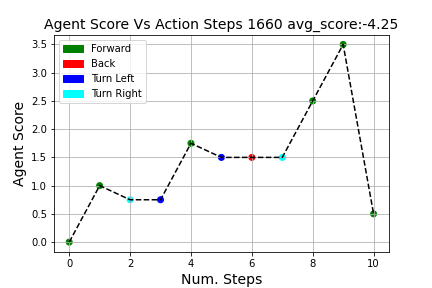 Agent Score Vs Action Steps 1660 avg_score:-4.25
Agent Score
3.5
3.0
2.5
2.0
1.5
1.0
0.5
0.0
Forward
Back
Turn Left
Turn Right
0 2 4 6 8 10
Num. Steps